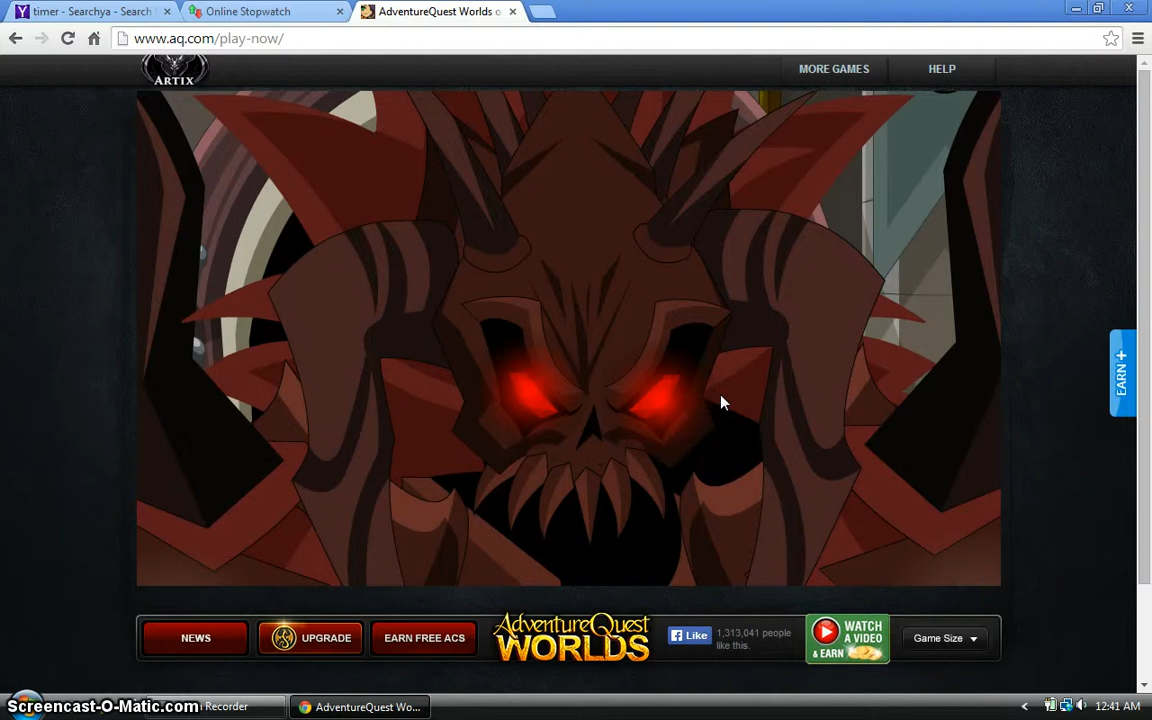 timer - Searchya - Search
Online Stopwatch
AdventureQuest Worlds o
www.aq.com/play-now/
ARTIX
MORE GAMES
HELP
EARN +
NEWS
UPGRADE
EARN FREE ACS
AdventureQuest
WORLDS
Like
1,313,041 people
like this.
WATCH
A VIDEO
& EARN
Game Size
Screencast-O-Matic.com
Recorder
AdventureQuest Wo...
12:41 AM